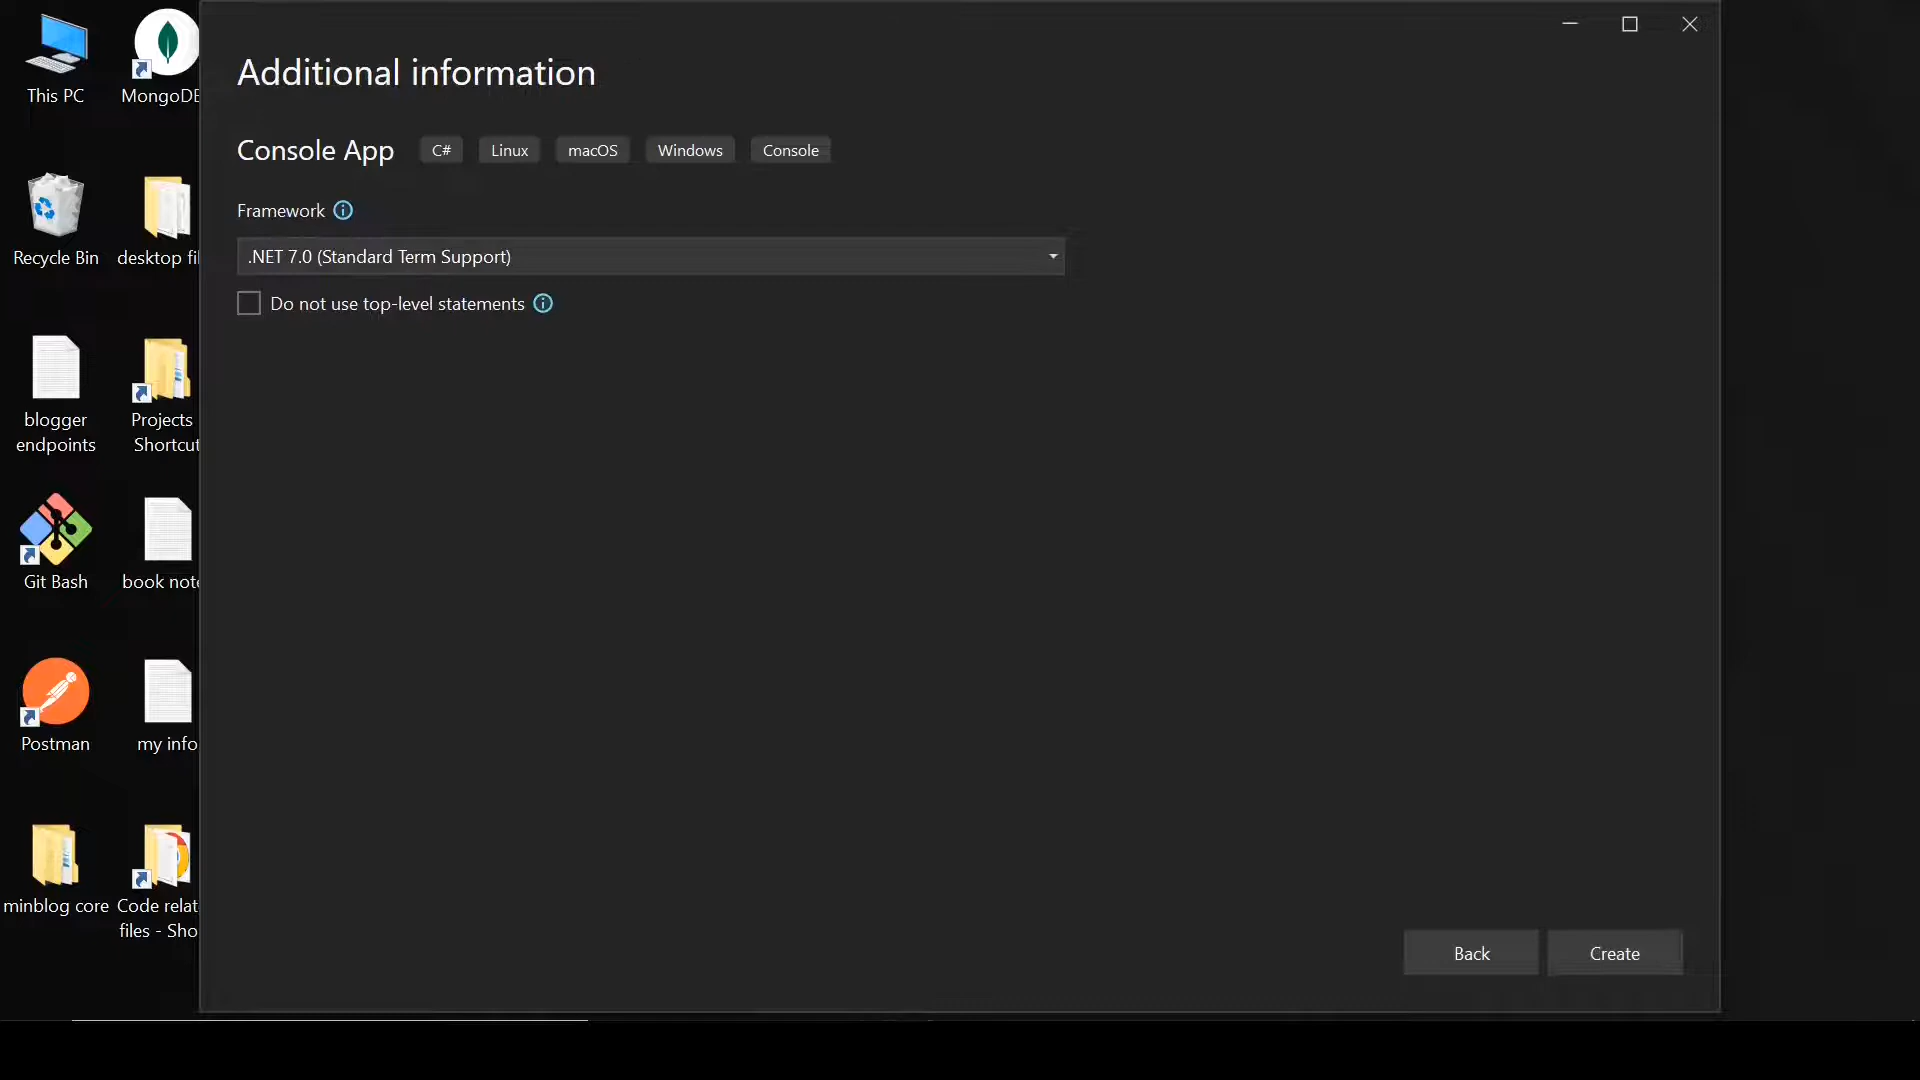 This PC
MongoDB
Recycle Bin
desktop fil
blogger
endpoints
Projects
Shortcut
Git Bash
book note
Postman
my info
minblog core
Code relat
files - Sho
Additional information
Console App
C#
Linux
macOS
Windows
Console
Framework
.NET 7.0 (Standard Term Support)
Do not use top-level statements
Back
Create